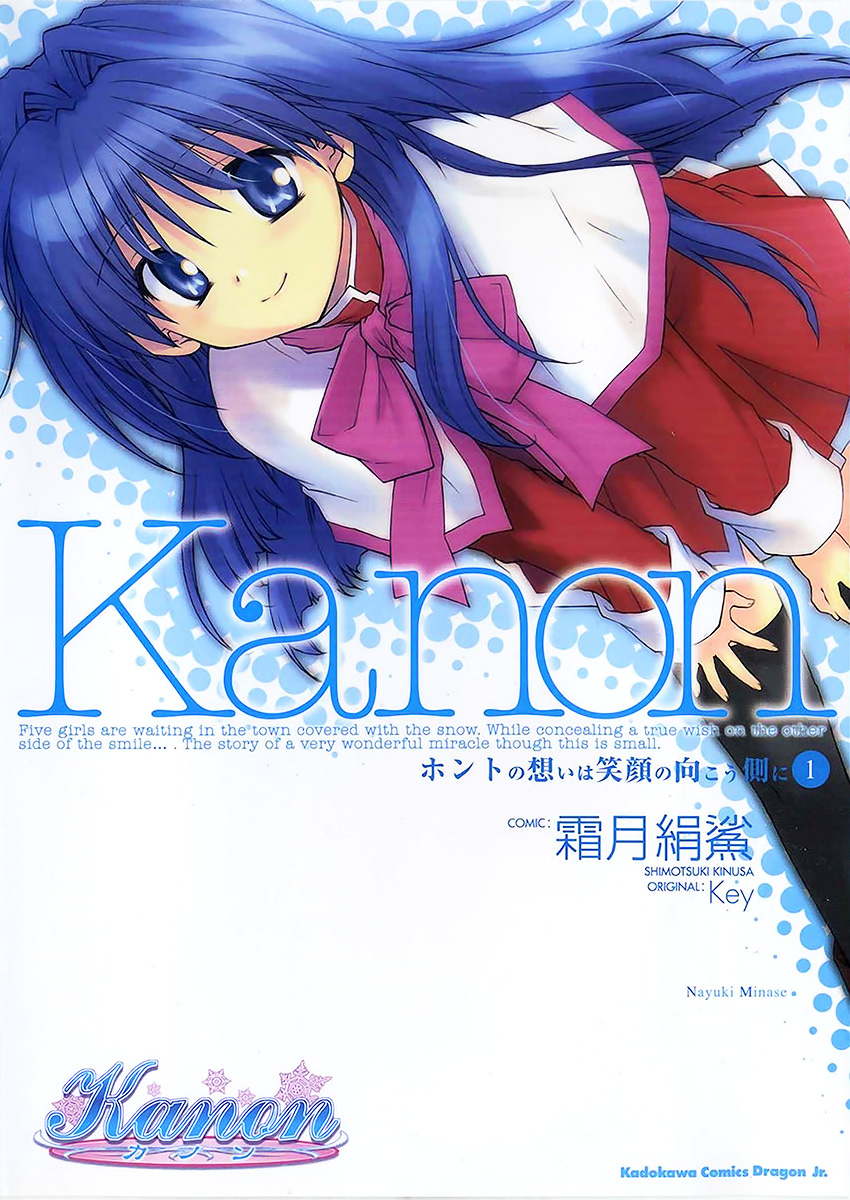 Kanon
Five girls are waiting in the town covered with the snow. While concealing a true wish on the other
side of the smile... . The story of a very wonderful miracle though this is small.
ホントの想いは笑顔の向こう側に 1
COMIC: 霜月絹鯊
SHIMOTSUKI KINUSA
ORIGINAL: Key
Nayuki Minase
Kanon
カノン
Kadokawa Comics Dragon Jr.